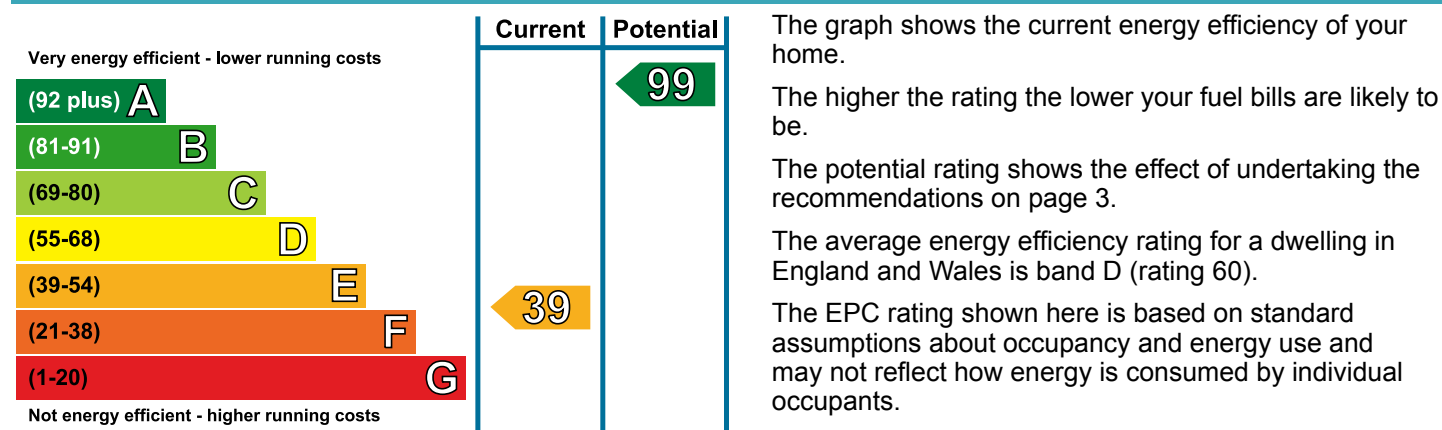 Current Potential
Very energy efficient - lower running costs
(92 plus) A
99
(81-91) B
(69-80) C
(55-68) D
(39-54) E
39
(21-38) F
(1-20) G
Not energy efficient - higher running costs
The graph shows the current energy efficiency of your
home.
The higher the rating the lower your fuel bills are likely to
be.
The potential rating shows the effect of undertaking the
recommendations on page 3.
The average energy efficiency rating for a dwelling in
England and Wales is band D (rating 60).
The EPC rating shown here is based on standard
assumptions about occupancy and energy use and
may not reflect how energy is consumed by individual
occupants.